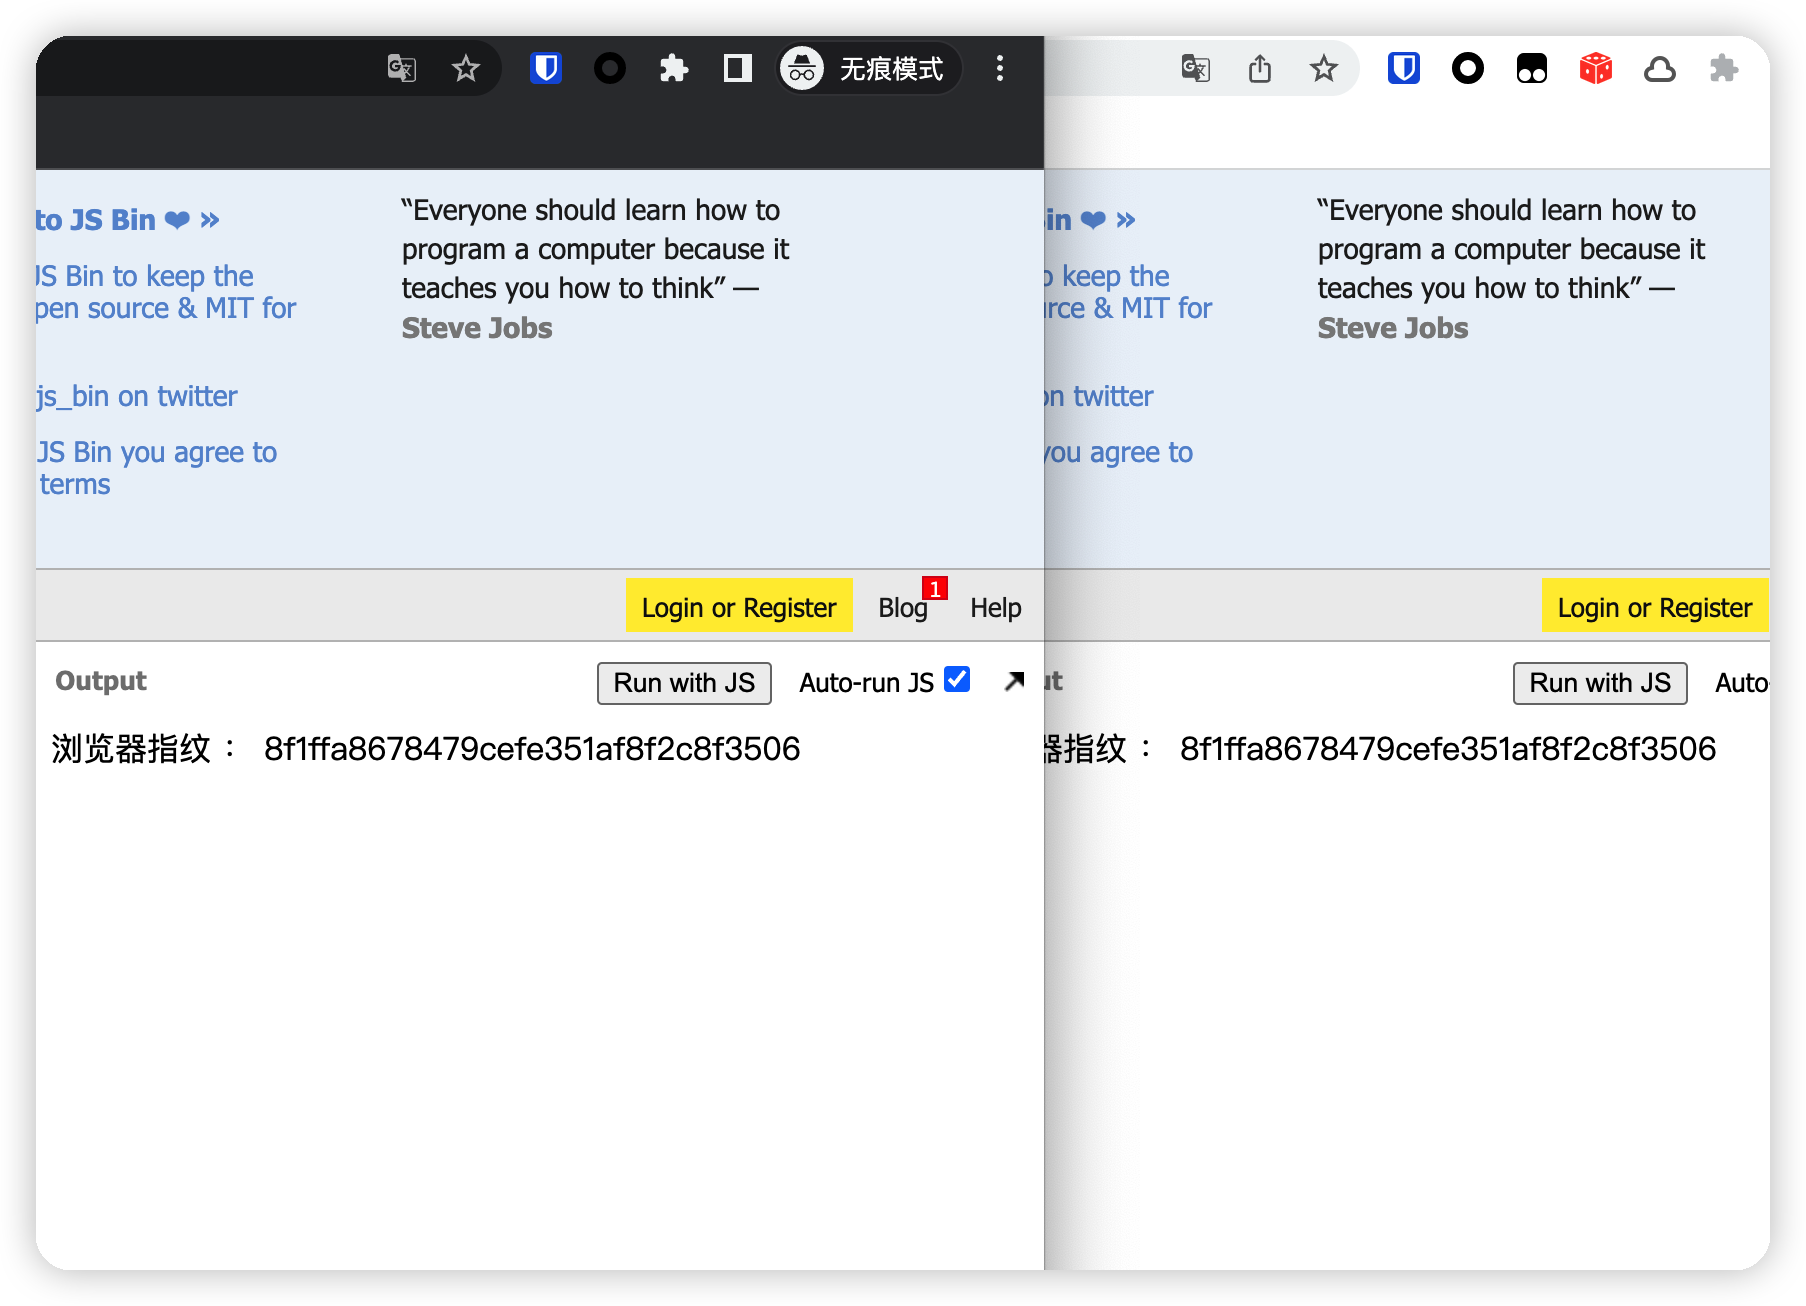 无痕模式
to JS Bin ❤ »
JS Bin to keep the
pen source & MIT for
js_bin on twitter
JS Bin you agree to
terms
“Everyone should learn how to
program a computer because it
teaches you how to think” —
Steve Jobs
Login or Register
Blog
1
Help
Output
Run with JS
Auto-run JS
浏览器指纹 : 8f1ffa8678479cefe351af8f2c8f3506
in ❤ »
keep the
rce & MIT for
on twitter
you agree to
“Everyone should learn how to
program a computer because it
teaches you how to think” —
Steve Jobs
Login or Register
ut
Run with JS
Auto
器指纹 : 8f1ffa8678479cefe351af8f2c8f3506